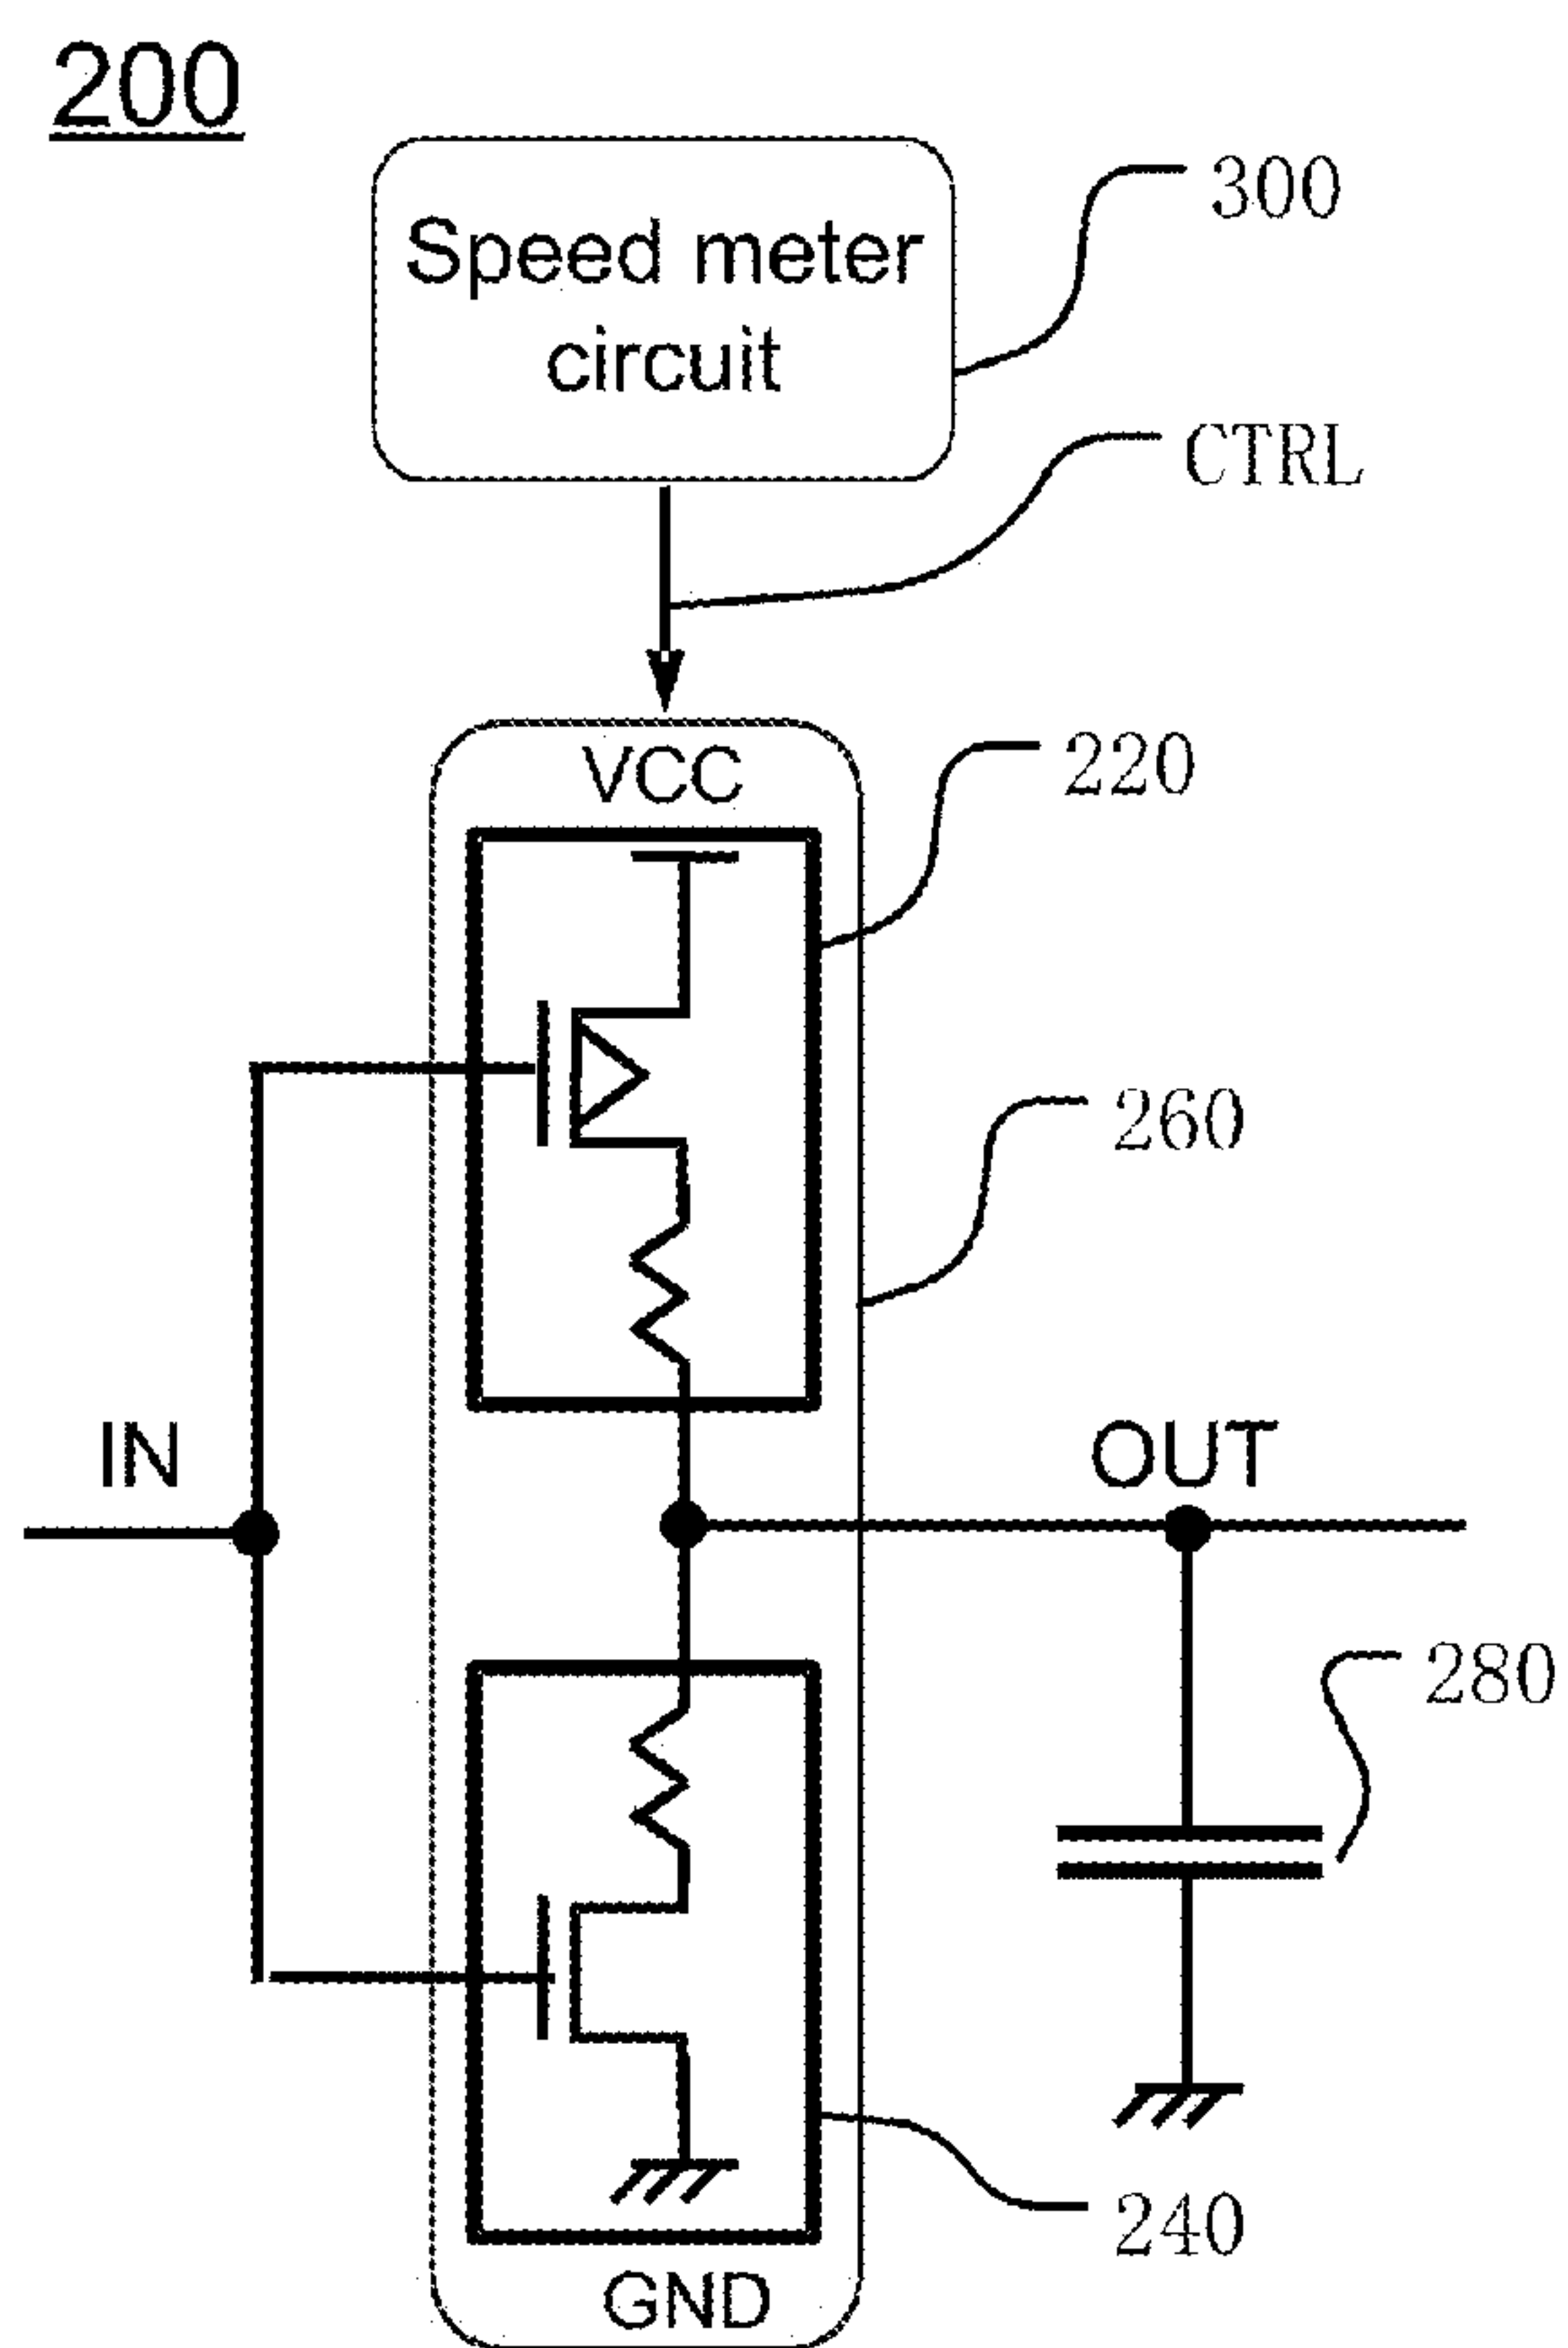 200
Speed meter
circuit
300
CTRL
VCC
220
260
IN
OUT
280
240
GND